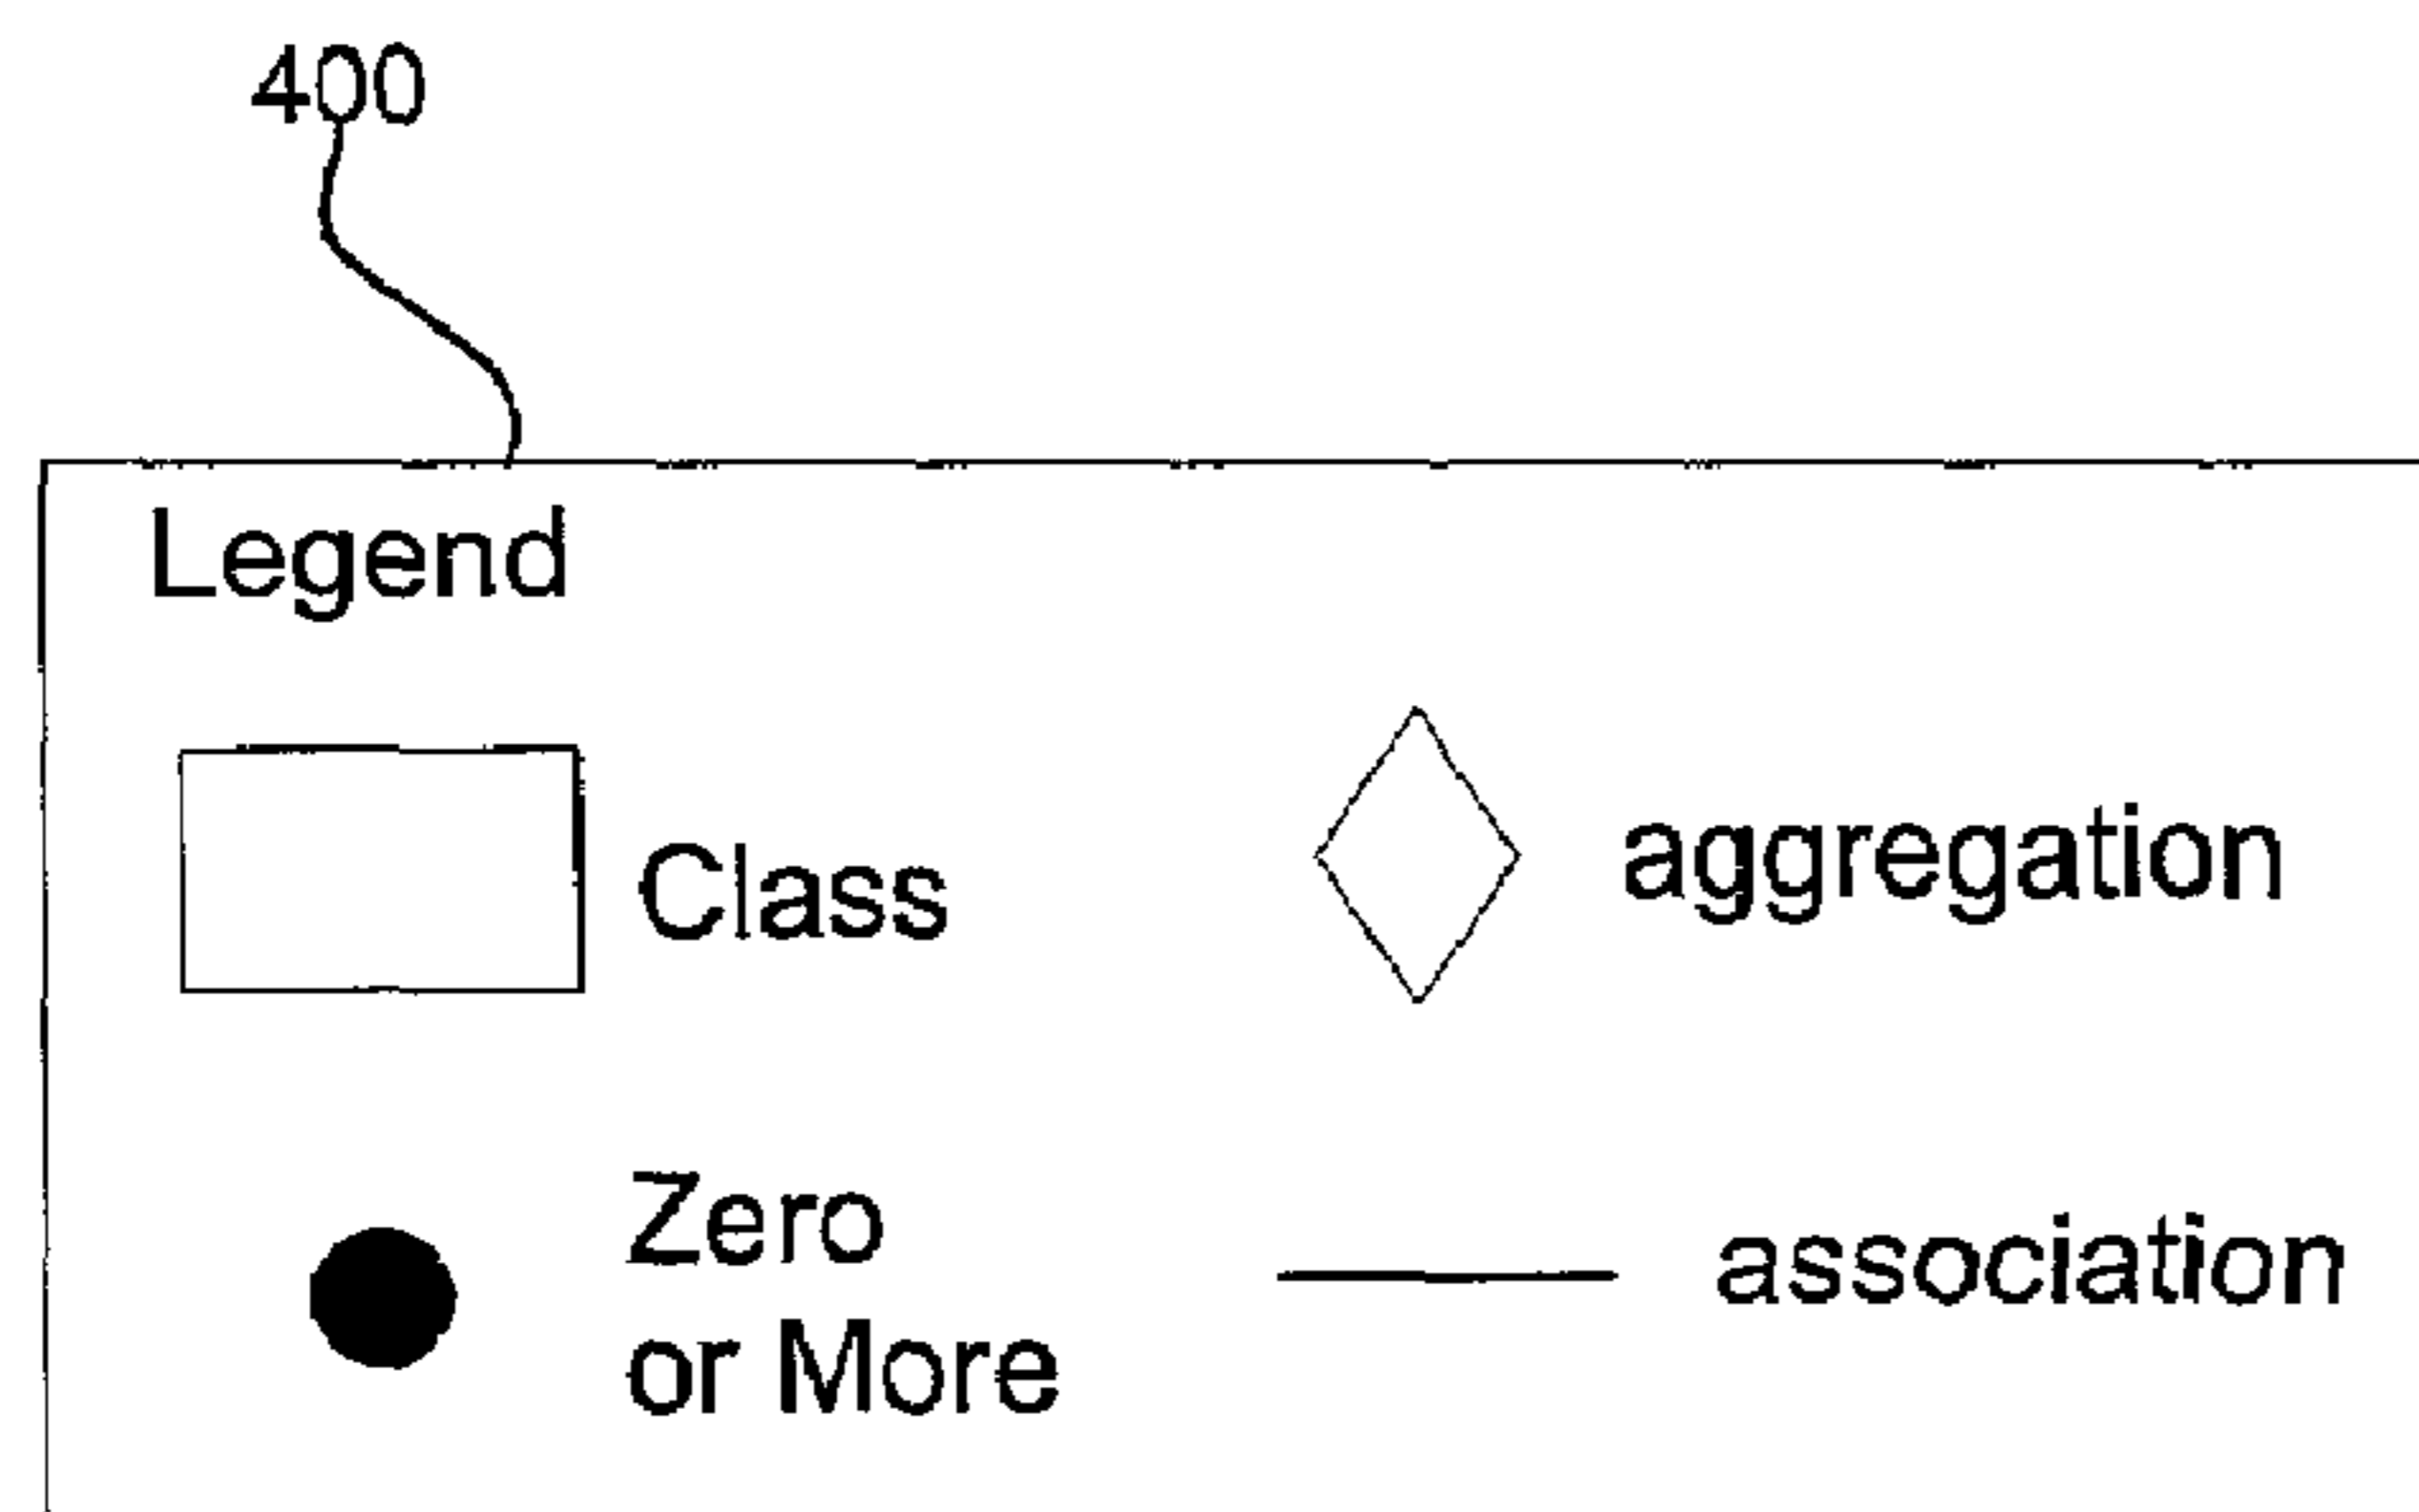 400
Legend
Class
aggregation
Zero
or More
association